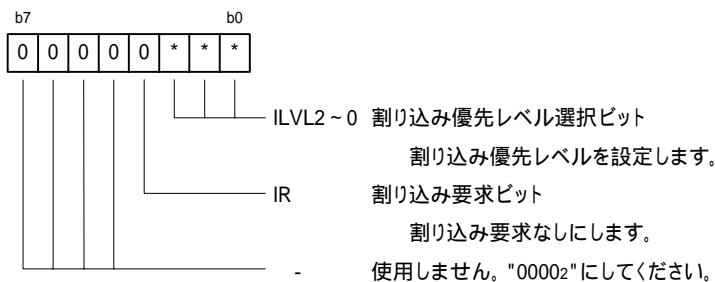 b7 b0
0 0 0 0 0 * * *
ILVL2 ~ 0 割り込み優先レベル選択ビット
割り込み優先レベルを設定します。
IR 割り込み要求ビット
割り込み要求なしにします。
- 使用しません。"0000₂"にしてください。